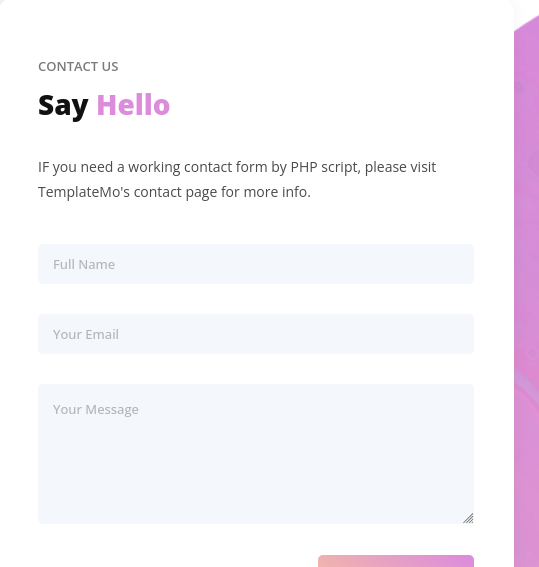 CONTACT US
Say Hello
IF you need a working contact form by PHP script, please visit
TemplateMo's contact page for more info.
Full Name
Your Email
Your Message